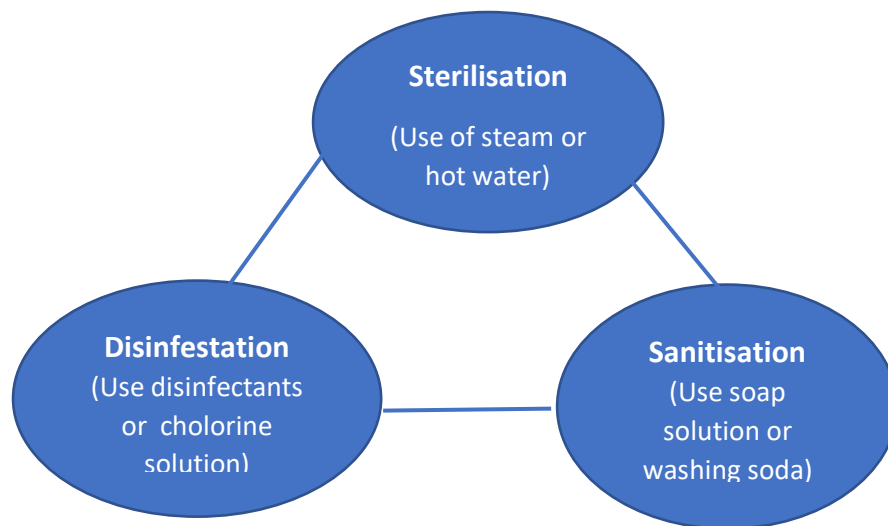 Sterilisation
(Use of steam or
hot water)
Disinfestation
(Use disinfectants
or cholorine
solution)
Sanitisation
(Use soap
solution or
washing soda)